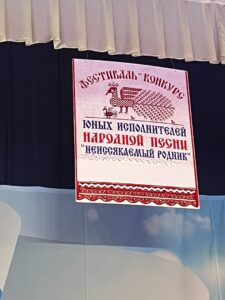 ФЕСТИВАЛЬ-КОНКУРС
ЮНЫХ ИСПОЛНИТЕЛЕЙ
НАРОДНОЙ ПЕСНИ
"НЕИССЯКАЕМЫЙ РОДНИК"